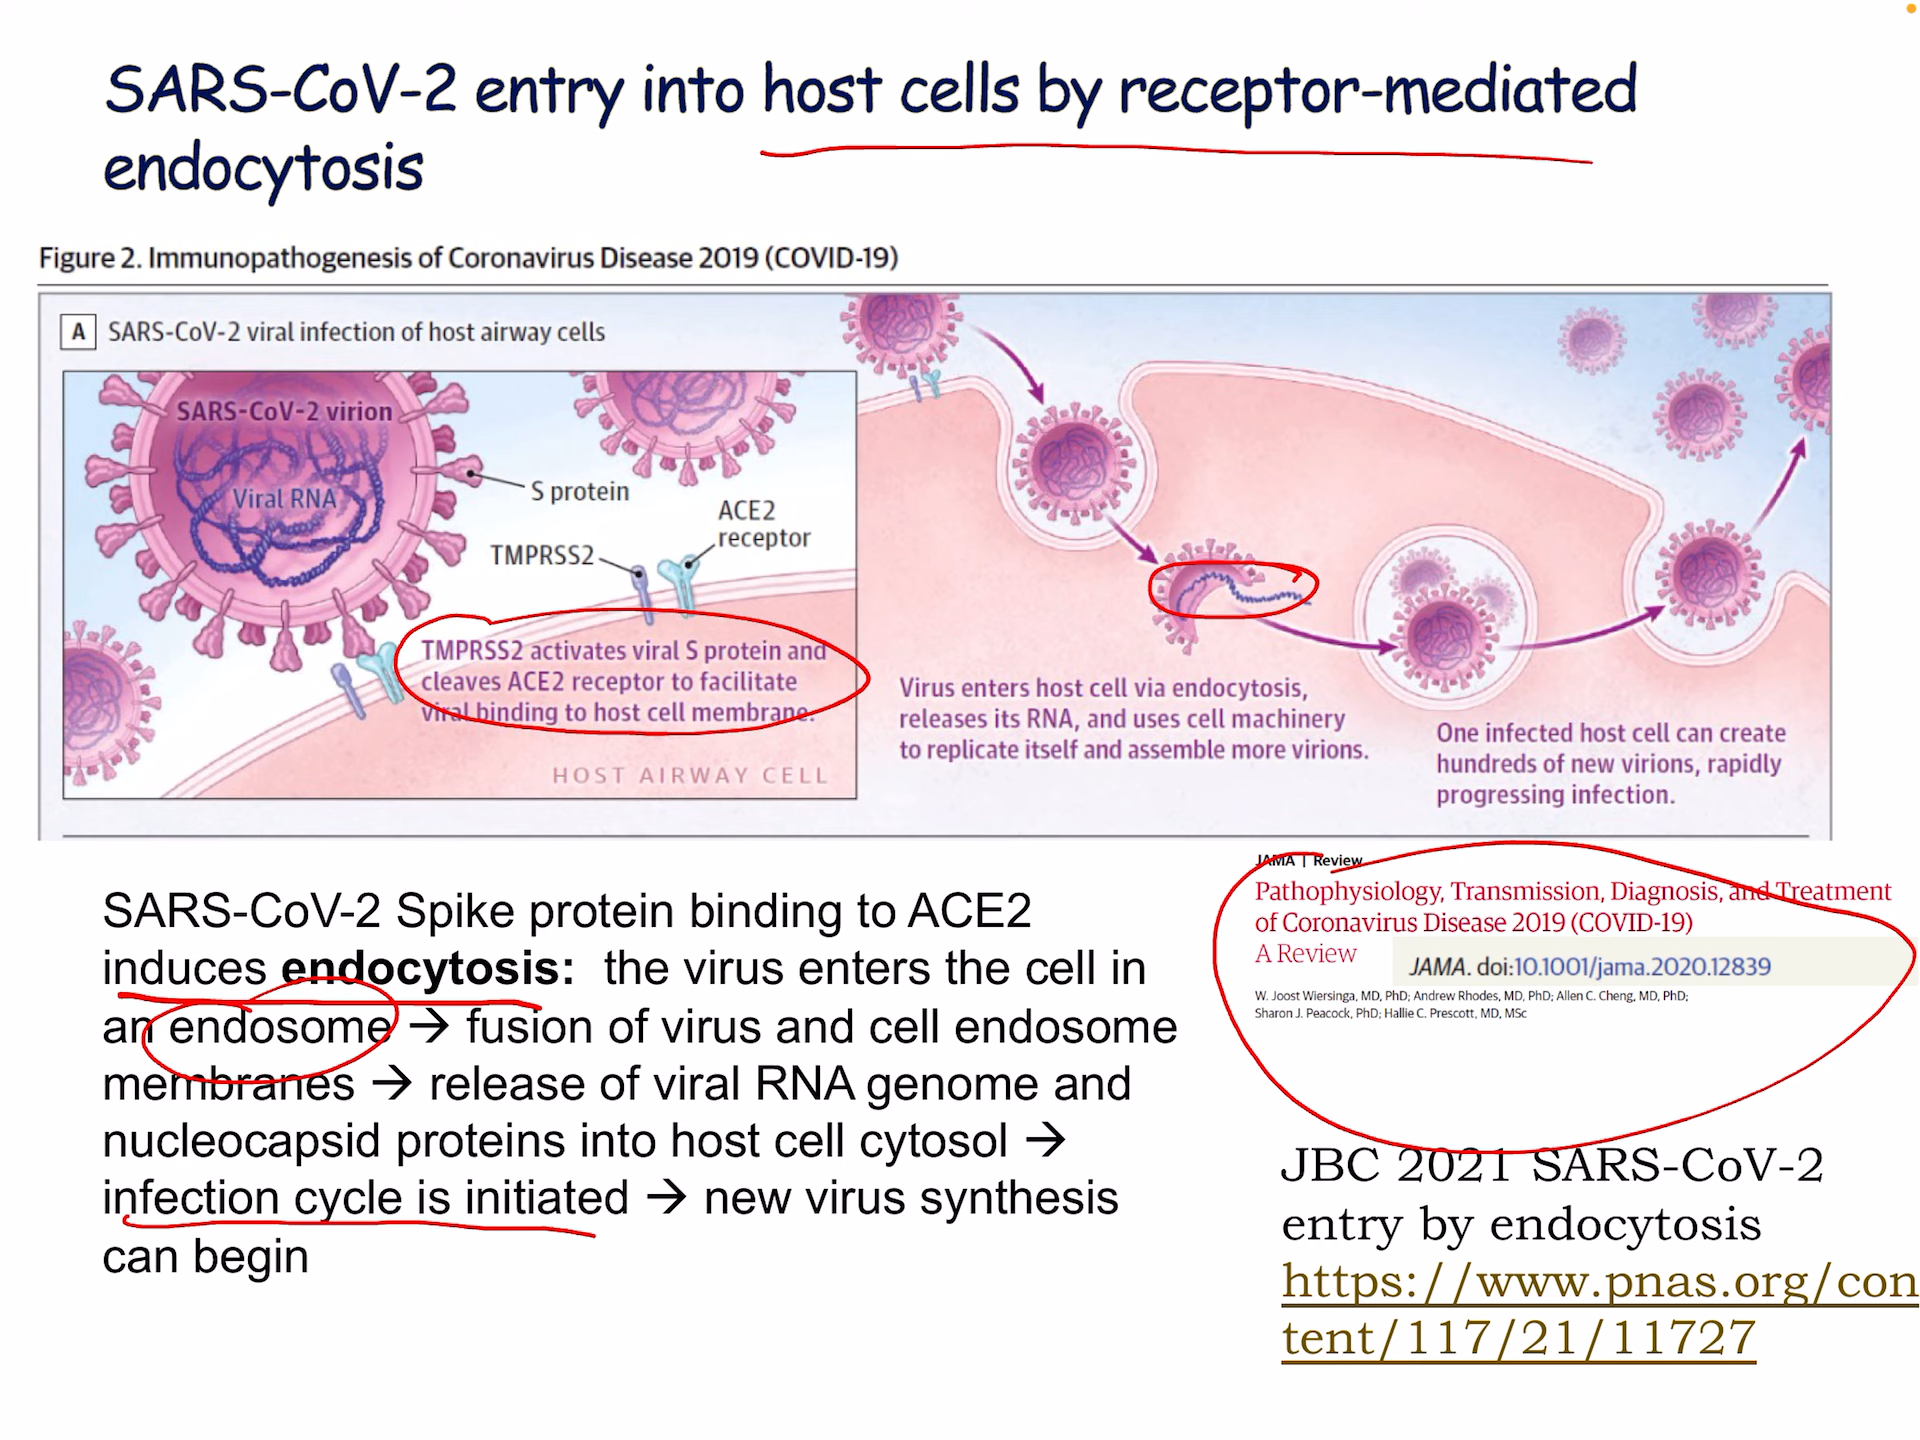 SARS-CoV-2 entry into host cells by receptor-mediated
endocytosis
Figure 2. Immunopathogenesis of Coronavirus Disease 2019 (COVID-19)
A SARS-CoV-2 viral infection of host airway cells
SARS-CoV-2 virion
Viral RNA
S protein
ACE2
receptor
TMPRSS2
TMPRSS2 activates viral S protein and
cleaves ACE2 receptor to facilitate
viral binding to host cell membrane.
HOST AIRWAY CELL
Virus enters host cell via endocytosis,
releases its RNA, and uses cell machinery
to replicate itself and assemble more virions.
One infected host cell can create
hundreds of new virions, rapidly
progressing infection.
SARS-CoV-2 Spike protein binding to ACE2
induces endocytosis: the virus enters the cell in
an endosome → fusion of virus and cell endosome
membranes → release of viral RNA genome and
nucleocapsid proteins into host cell cytosol →
infection cycle is initiated → new virus synthesis
can begin
JAMA | Review
Pathophysiology, Transmission, Diagnosis, and Treatment
of Coronavirus Disease 2019 (COVID-19)
A Review
JAMA. doi:10.1001/jama.2020.12839
W. Joost Wiersinga, MD, PhD; Andrew Rhodes, MD, PhD; Allen C. Cheng, MD, PhD;
Sharon J. Peacock, PhD; Hallie C. Prescott, MD, MSc
JBC 2021 SARS-CoV-2
entry by endocytosis
https://www.pnas.org/con
tent/117/21/11727